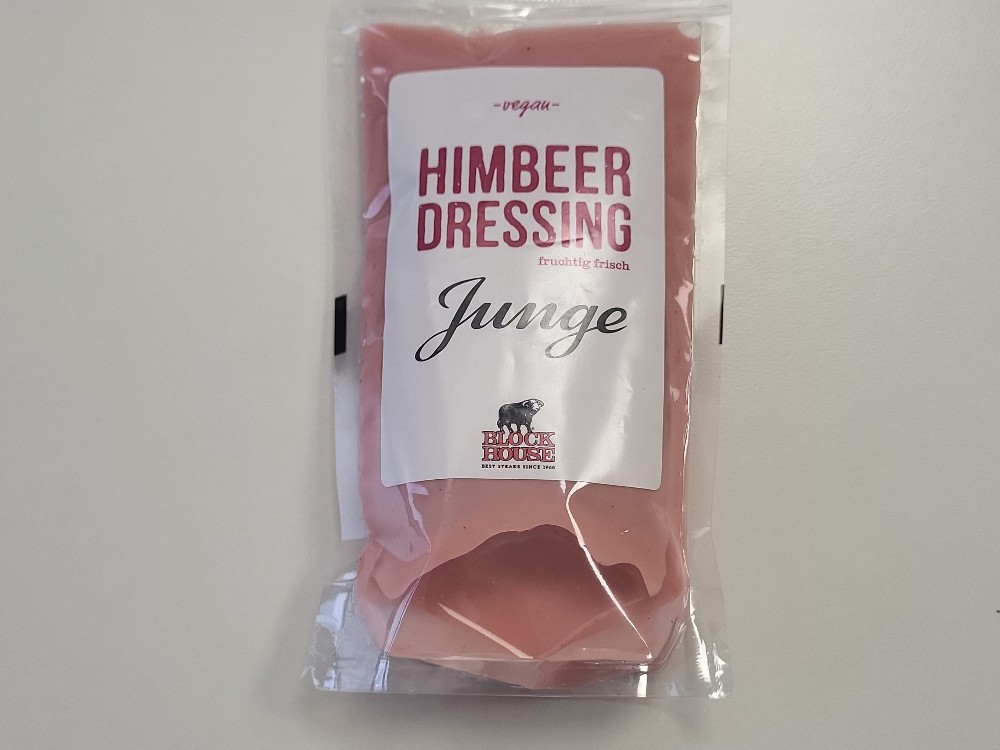 -vegan-
HIMBEER
DRESSING
fruchtig frisch
Junge
BLOCK
HOUSE
BEST STEAKS SINCE 1968